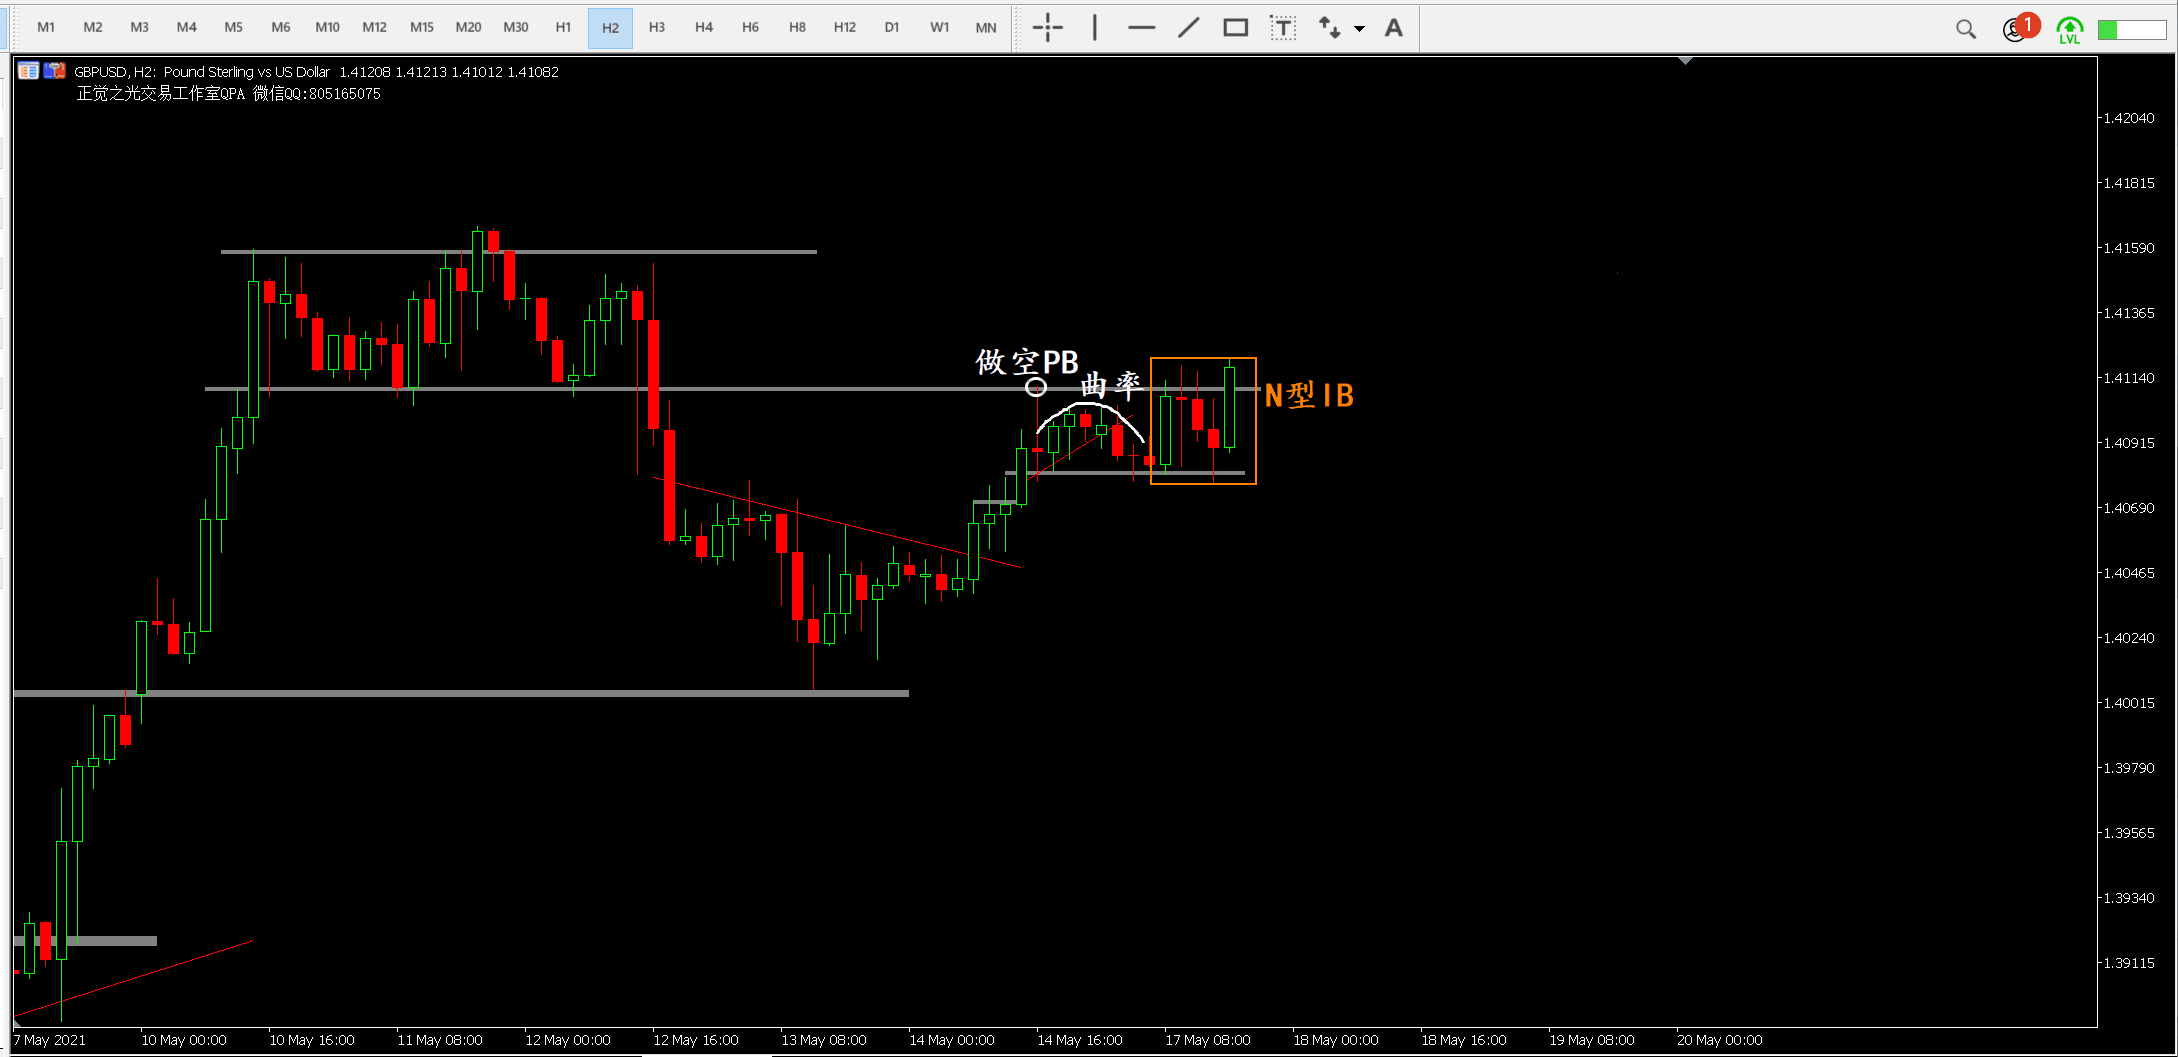 M1 M2 M3 M4 M5 M6 M10 M12 M15 M20 M30 H1 H2 H3 H4 H6 H8 H12 D1 W1 MN T A 1 LVL
GBPUSD, H2: Pound Sterling vs US Dollar 1.41208 1.41213 1.41012 1.41082
正觉之光交易工作室QPA 微信QQ:805165075
1.42040
1.41815
1.41590
1.41365
做空PB
曲率
1.41140
N型IB
1.40915
1.40690
1.40465
1.40240
1.40015
1.39790
1.39565
1.39340
1.39115
7 May 2021 10 May 00:00 10 May 16:00 11 May 08:00 12 May 00:00 12 May 16:00 13 May 08:00 14 May 00:00 14 May 16:00 17 May 08:00 18 May 00:00 18 May 16:00 19 May 08:00 20 May 00:00